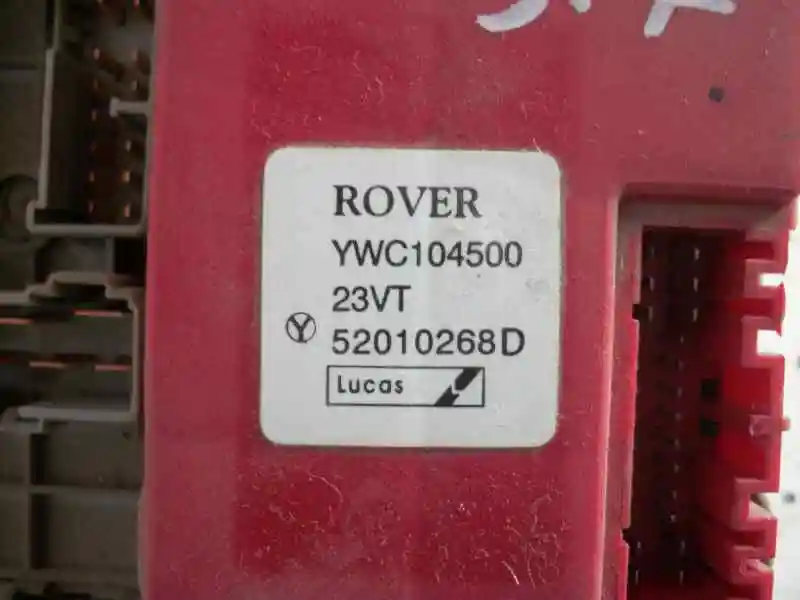 ROVER
YWC104500
23VT
Y
52010268D
Lucas